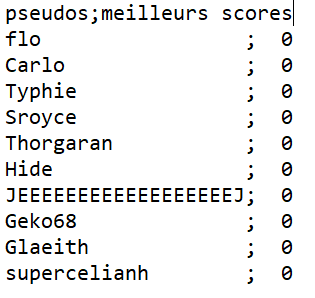 pseudos;meilleurs scores
flo                 ;  0
Carlo               ;  0
Typhie              ;  0
Sroyce              ;  0
Thorgaran           ;  0
Hide                ;  0
JEEEEEEEEEEEEEEEEEEJ;  0
Geko68              ;  0
Glaeith             ;  0
supercelianh        ;  0